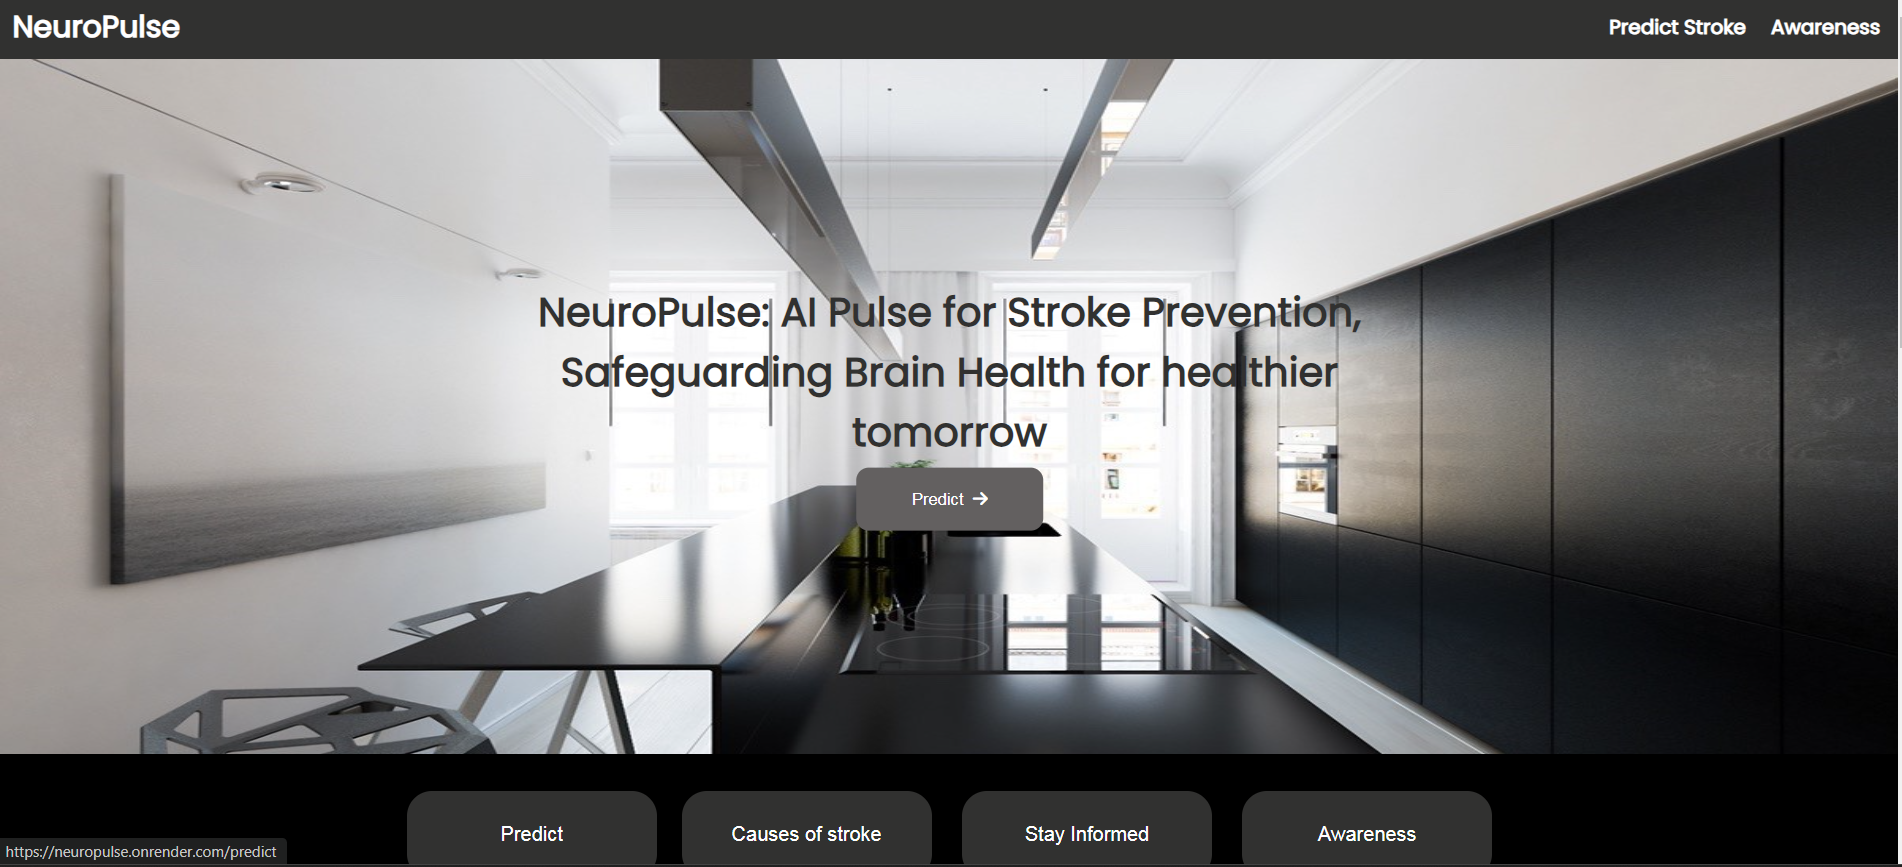 NeuroPulse
Predict Stroke
Awareness
NeuroPulse: AI Pulse for Stroke Prevention,
Safeguarding Brain Health for healthier
tomorrow
Predict →
Predict
Causes of stroke
Stay Informed
Awareness
https://neuropulse.onrender.com/predict